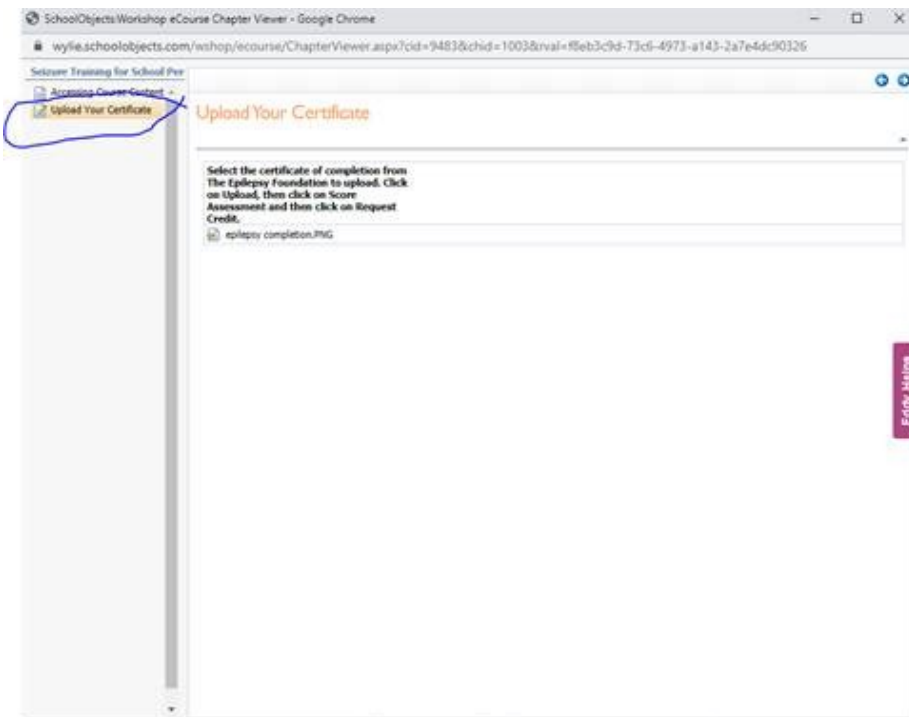 SchoolObjects:Workshop eCourse Chapter Viewer - Google Chrome
wylie.schoolobjects.com/wshop/ecourse/ChapterViewer.aspx?cid=9483&chid=1003&rval=f8eb3c9d-73c6-4973-a143-2a7e4dc90326
Seizure Training for School Per
Accessing Course Content
Upload Your Certificate
Upload Your Certificate
Select the certificate of completion from
The Epilepsy Foundation to upload. Click
on Upload, then click on Score
Assessment and then click on Request
Credit.
epilepsy completion.PNG
Eddy Helps